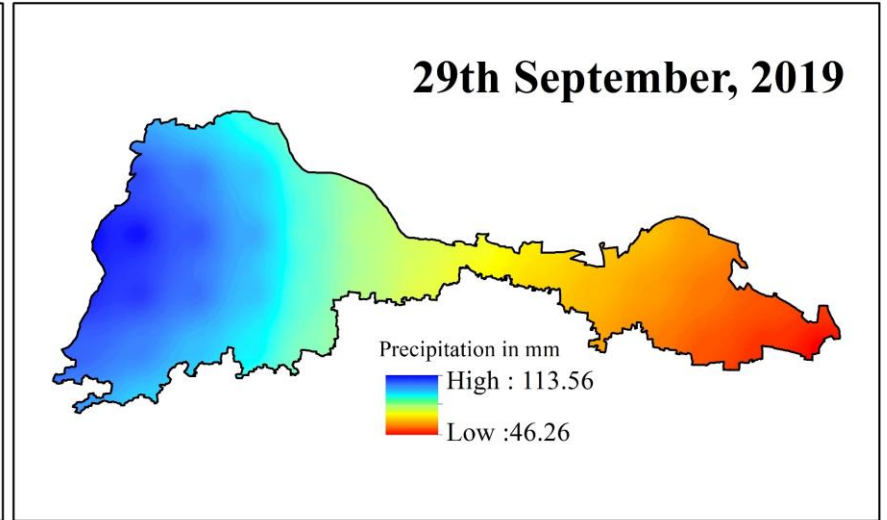 29th September, 2019
Precipitation in mm
High : 113.56
Low :46.26